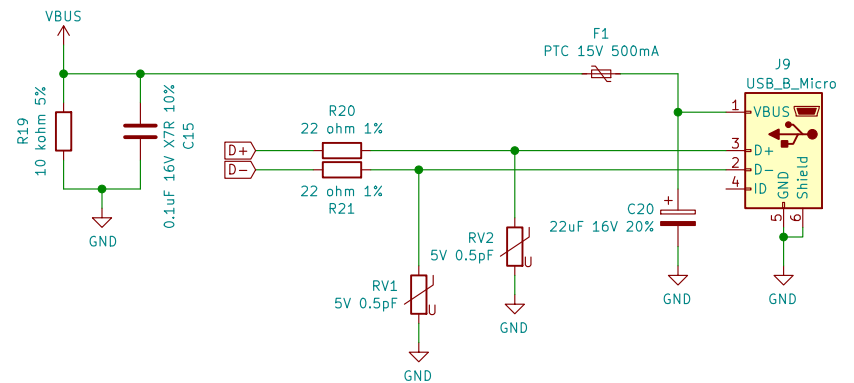 VBUS
F1
PTC 15V 500mA
J9
USB_B_Micro
R19
10 kohm 5%
0.1uF 16V X7R 10%
C15
R20
22 ohm 1%
D+
D-
22 ohm 1%
R21
1
VBUS
3
D+
2
D-
4
ID
GND
Shield
5
6
+
C20
22uF 16V 20%
RV2
5V 0.5pF
U
RV1
5V 0.5pF
U
GND
GND
GND
GND
GND